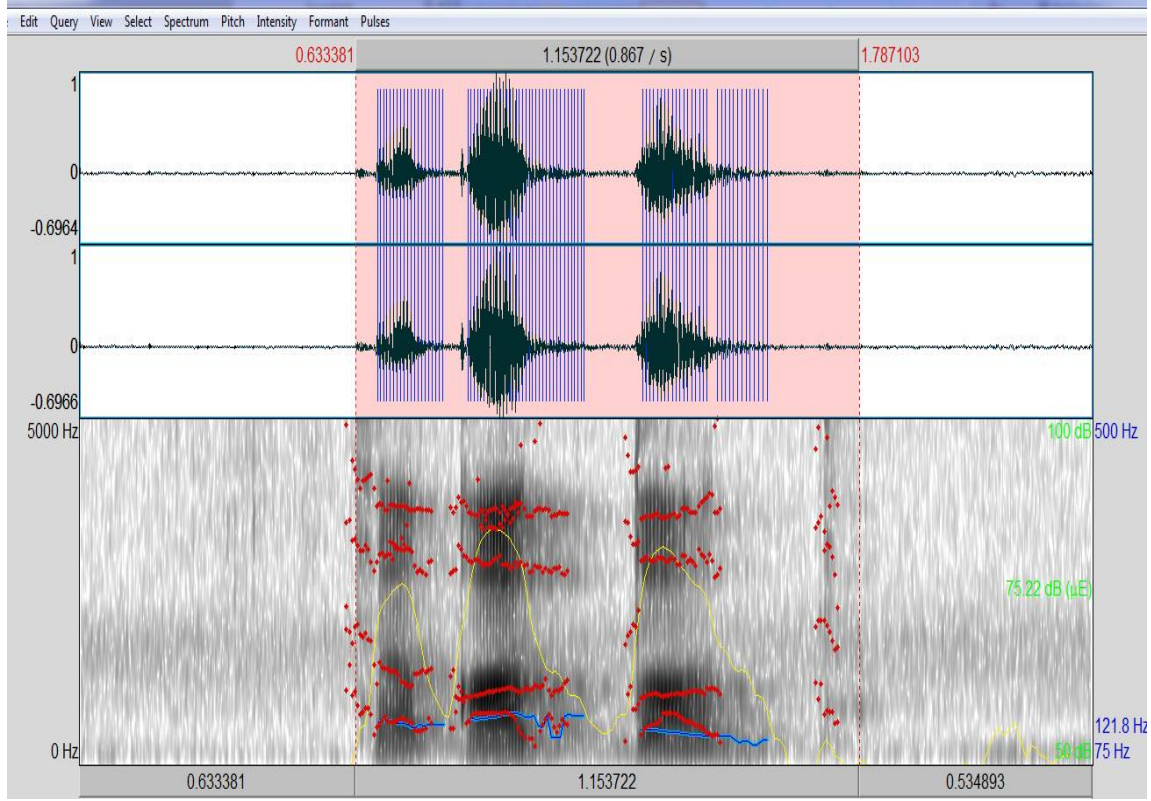 Edit Query View Select Spectrum Pitch Intensity Formant Pulses
0.633381 1.153722 (0.867 / s) 1.787103
1
0
-0.6964
1
0
-0.6966
5000 Hz 100 dB 500 Hz
75.22 dB (µE)
121.8 Hz
0 Hz 50 dB 75 Hz
0.633381 1.153722 0.534893